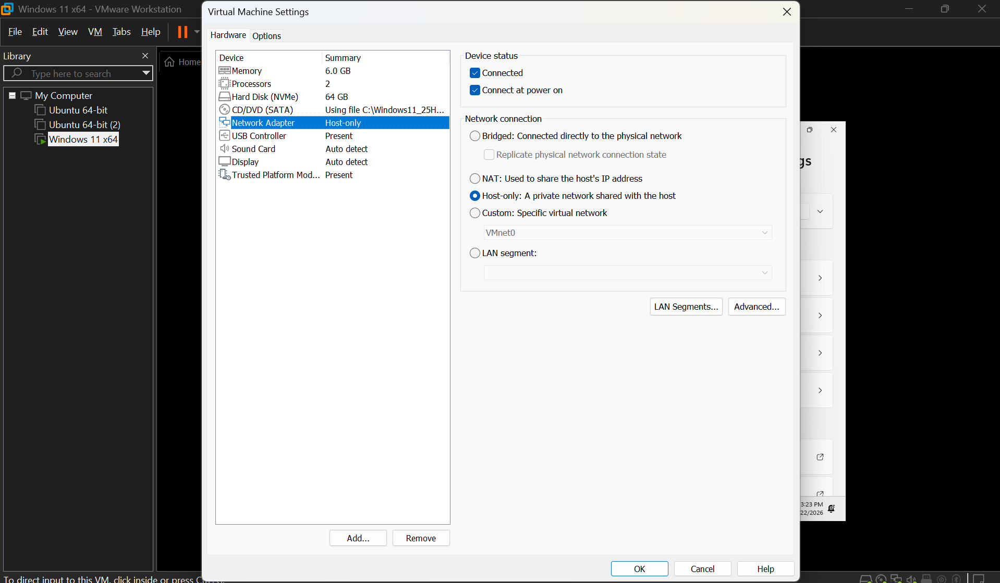 Windows 11 x64 - VMware Workstation
File Edit View VM Tabs Help
Library
Type here to search
My Computer
Ubuntu 64-bit
Ubuntu 64-bit (2)
Windows 11 x64
Home
Virtual Machine Settings
Hardware Options
Device Summary
Memory 6.0 GB
Processors 2
Hard Disk (NVMe) 64 GB
CD/DVD (SATA) Using file C:\Windows11_25H...
Network Adapter Host-only
USB Controller Present
Sound Card Auto detect
Display Auto detect
Trusted Platform Mod... Present
Add... Remove
Device status
Connected
Connect at power on
Network connection
Bridged: Connected directly to the physical network
Replicate physical network connection state
NAT: Used to share the host's IP address
Host-only: A private network shared with the host
Custom: Specific virtual network
VMnet0
LAN segment:
LAN Segments... Advanced...
OK Cancel Help
gs
3:23 PM
22/2026
To direct input to this VM, click inside or press